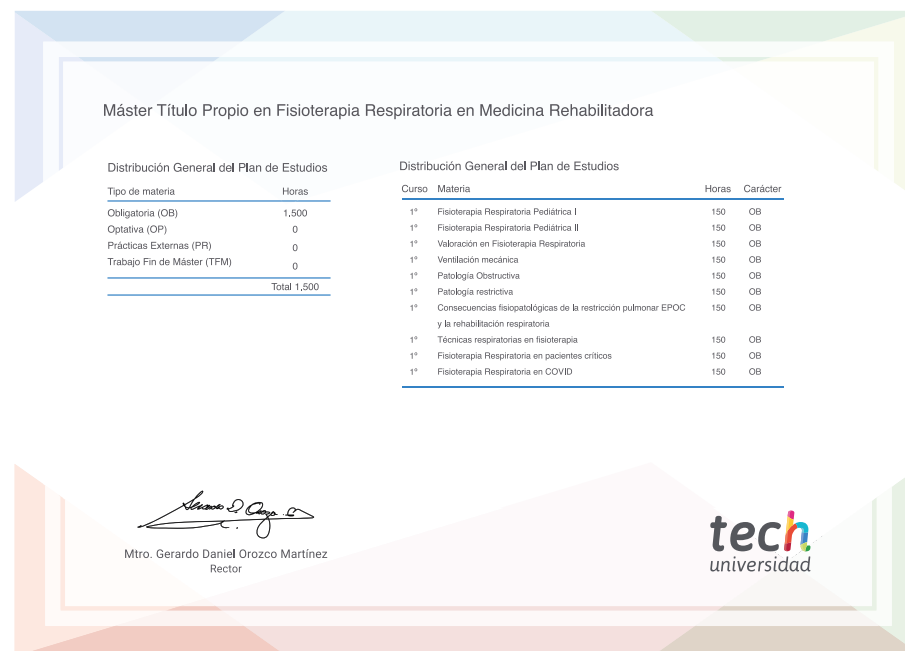 Máster Título Propio en Fisioterapia Respiratoria en Medicina Rehabilitadora
Distribución General del Plan de Estudios
Tipo de materia Horas
Obligatoria (OB) 1,500
Optativa (OP) 0
Prácticas Externas (PR) 0
Trabajo Fin de Máster (TFM) 0
Total 1,500
Distribución General del Plan de Estudios
Curso Materia Horas Carácter
1º Fisioterapia Respiratoria Pediátrica I 150 OB
1º Fisioterapia Respiratoria Pediátrica II 150 OB
1º Valoración en Fisioterapia Respiratoria 150 OB
1º Ventilación mecánica 150 OB
1º Patología Obstructiva 150 OB
1º Patología restrictiva 150 OB
1º Consecuencias fisiopatológicas de la restricción pulmonar EPOC 150 OB
y la rehabilitación respiratoria
1º Técnicas respiratorias en fisioterapia 150 OB
1º Fisioterapia Respiratoria en pacientes críticos 150 OB
1º Fisioterapia Respiratoria en COVID 150 OB
Mtro. Gerardo Daniel Orozco Martínez
Rector
tech
universidad